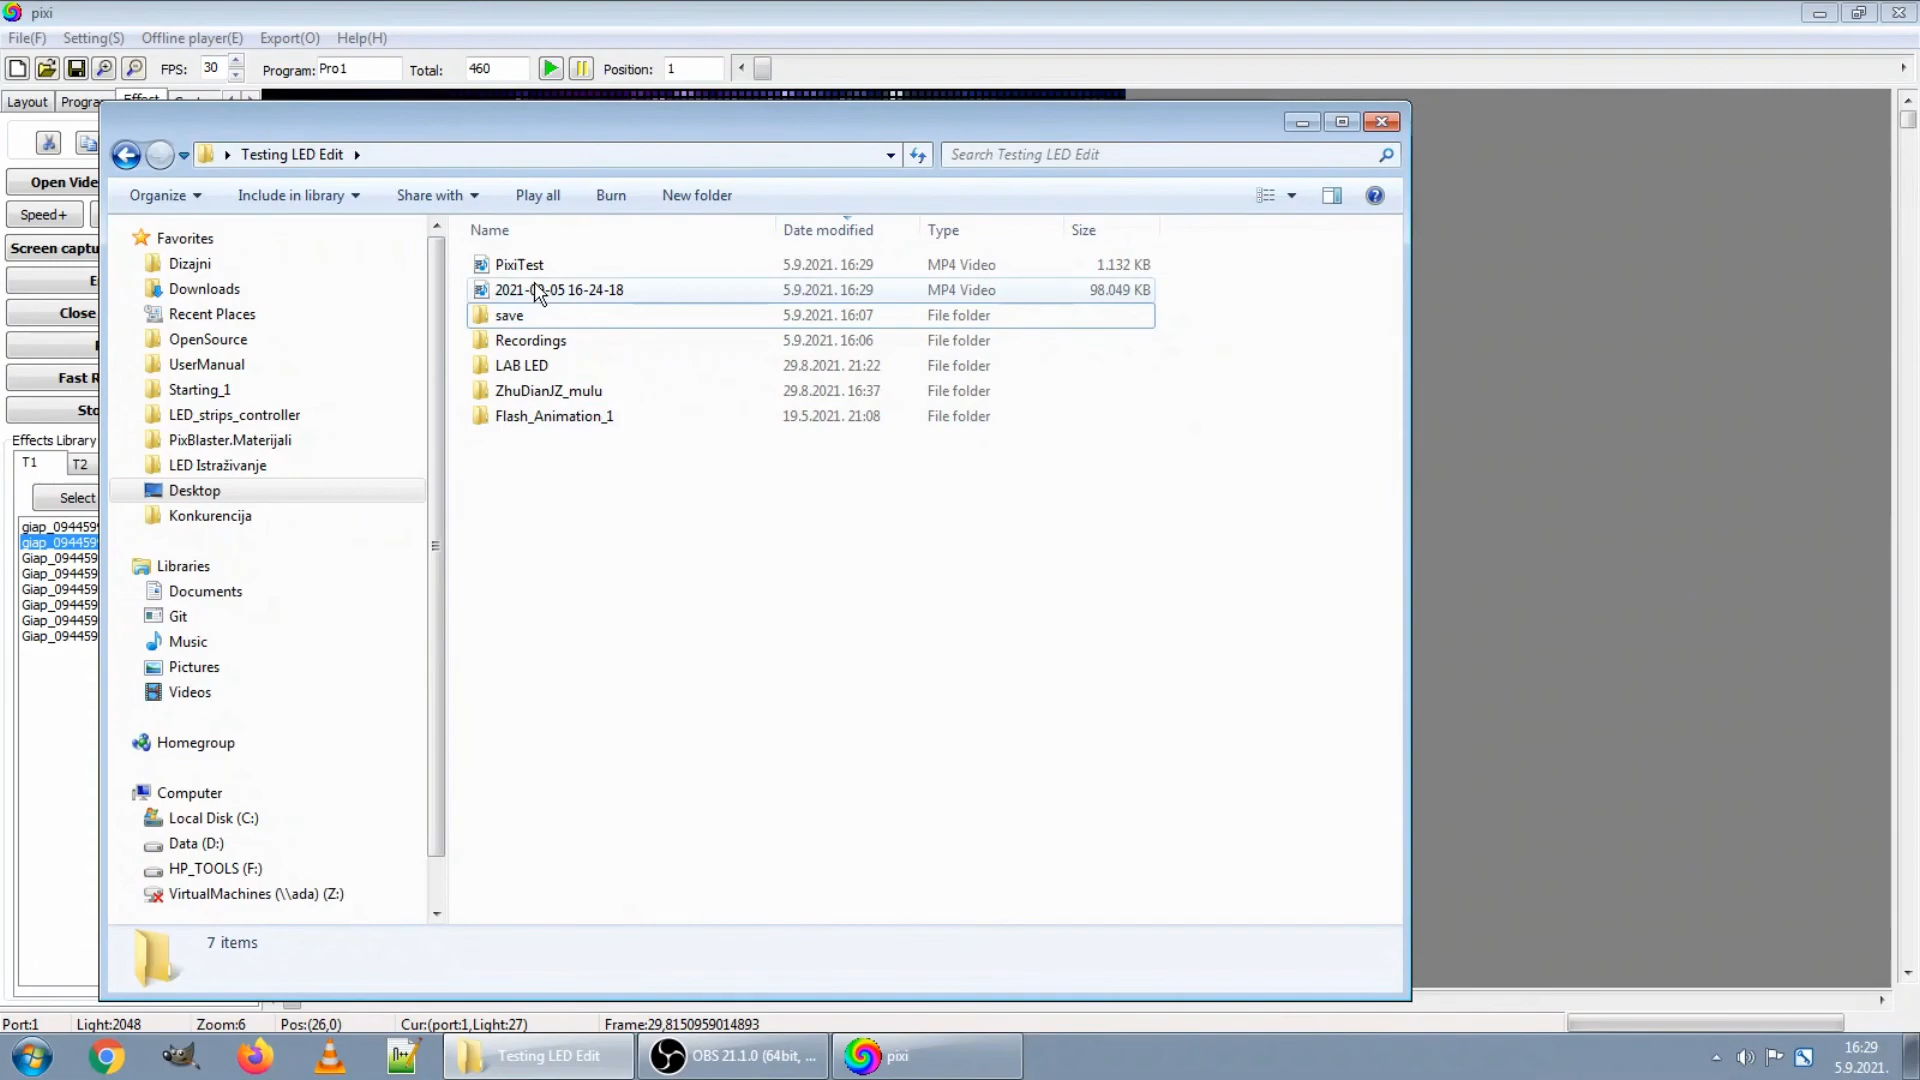 pixi
File(F) Setting(S) Offline player(E) Export(O) Help(H)
FPS: 30 Program: Pro1 Total: 460 Position: 1
Layout
Testing LED Edit
Search Testing LED Edit
Organize Include in library Share with Play all Burn New folder
Open Vide
Speed+
Screen captu
Close
Fast R
Sto
Effects Library
T1 T2
Select
giap_094459
giap_094459
Giap_094459
Giap_094459
Giap_094459
Giap_094459
Giap_094459
Giap_094459
Favorites
Dizajni
Downloads
Recent Places
OpenSource
UserManual
Starting_1
LED_strips_controller
PixBlaster.Materijali
LED Istraživanje
Desktop
Konkurencija
Libraries
Documents
Git
Music
Pictures
Videos
Homegroup
Computer
Local Disk (C:)
Data (D:)
HP_TOOLS (F:)
VirtualMachines (\\ada) (Z:)
Name Date modified Type Size
PixiTest 5.9.2021. 16:29 MP4 Video 1.132 KB
16-24-18 5.9.2021. 16:29 MP4 Video 98.049 KB
save 5.9.2021. 16:07 File folder
Recordings 5.9.2021. 16:06 File folder
LAB LED 29.8.2021. 21:22 File folder
ZhuDianJZ_mulu 29.8.2021. 16:37 File folder
Flash_Animation_1 19.5.2021. 21:08 File folder
7 items
Port:1 Light:2048 Zoom:6 Pos:(26,0) Cur:(port:1,Light:27) Frame:29,8150959014893
Testing LED Edit OBS 21.1.0 (64bit, ... pixi
16:29
5.9.2021.